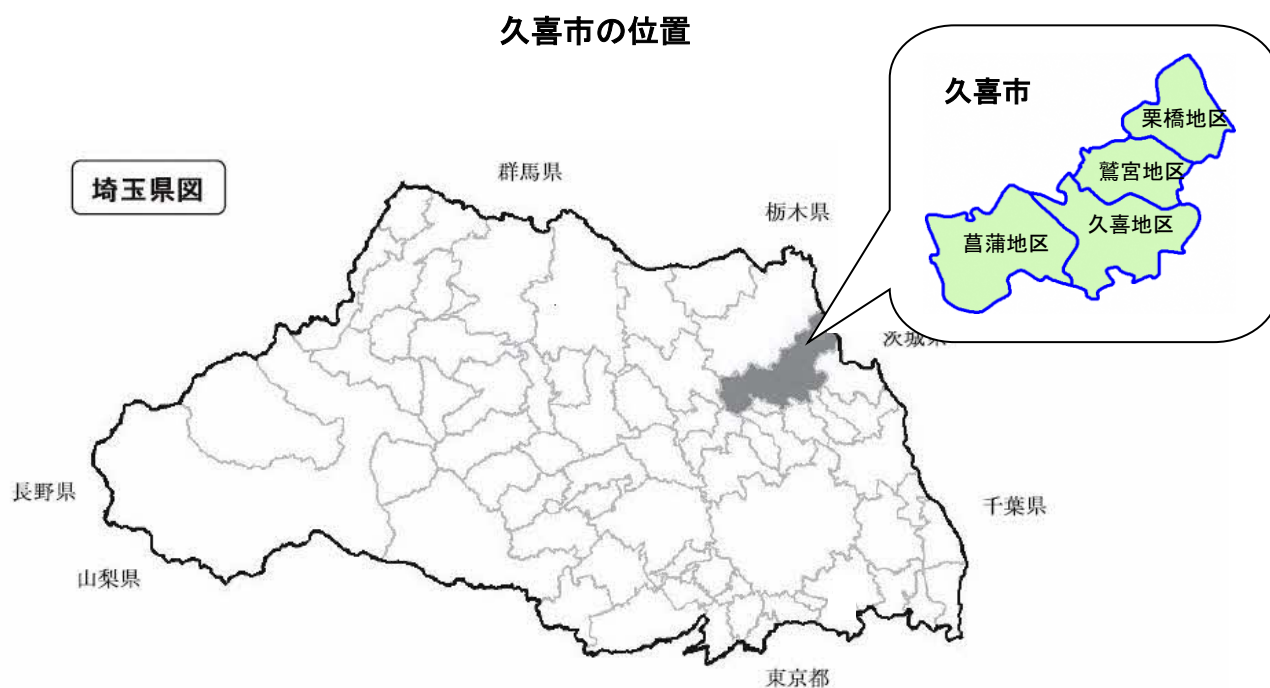 久喜市の位置
久喜市
栗橋地区
鷲宮地区
久喜地区
菖蒲地区
埼玉県図
群馬県
栃木県
茨城県
千葉県
長野県
山梨県
東京都